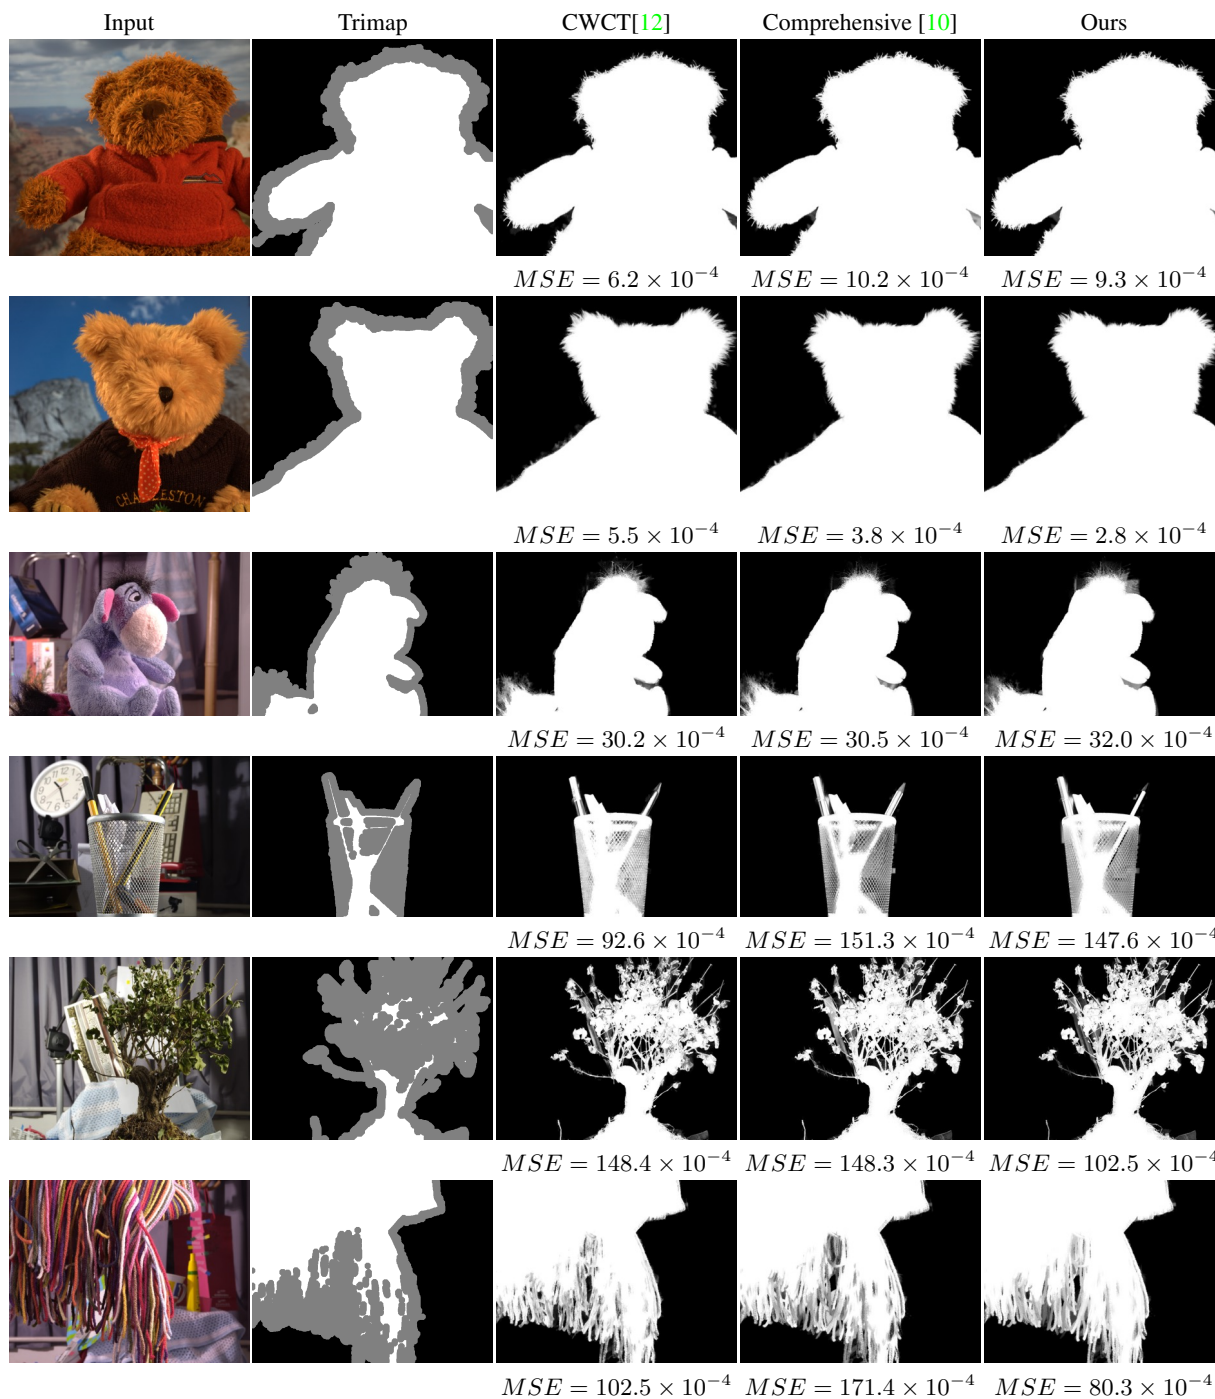 Input Trimap CWCT[12] Comprehensive [10] Ours
MSE = 6.2 × 10⁻⁴ MSE = 10.2 × 10⁻⁴ MSE = 9.3 × 10⁻⁴
CHARLESTON
MSE = 5.5 × 10⁻⁴ MSE = 3.8 × 10⁻⁴ MSE = 2.8 × 10⁻⁴
MSE = 30.2 × 10⁻⁴ MSE = 30.5 × 10⁻⁴ MSE = 32.0 × 10⁻⁴
MSE = 92.6 × 10⁻⁴ MSE = 151.3 × 10⁻⁴ MSE = 147.6 × 10⁻⁴
MSE = 148.4 × 10⁻⁴ MSE = 148.3 × 10⁻⁴ MSE = 102.5 × 10⁻⁴
MSE = 102.5 × 10⁻⁴ MSE = 171.4 × 10⁻⁴ MSE = 80.3 × 10⁻⁴